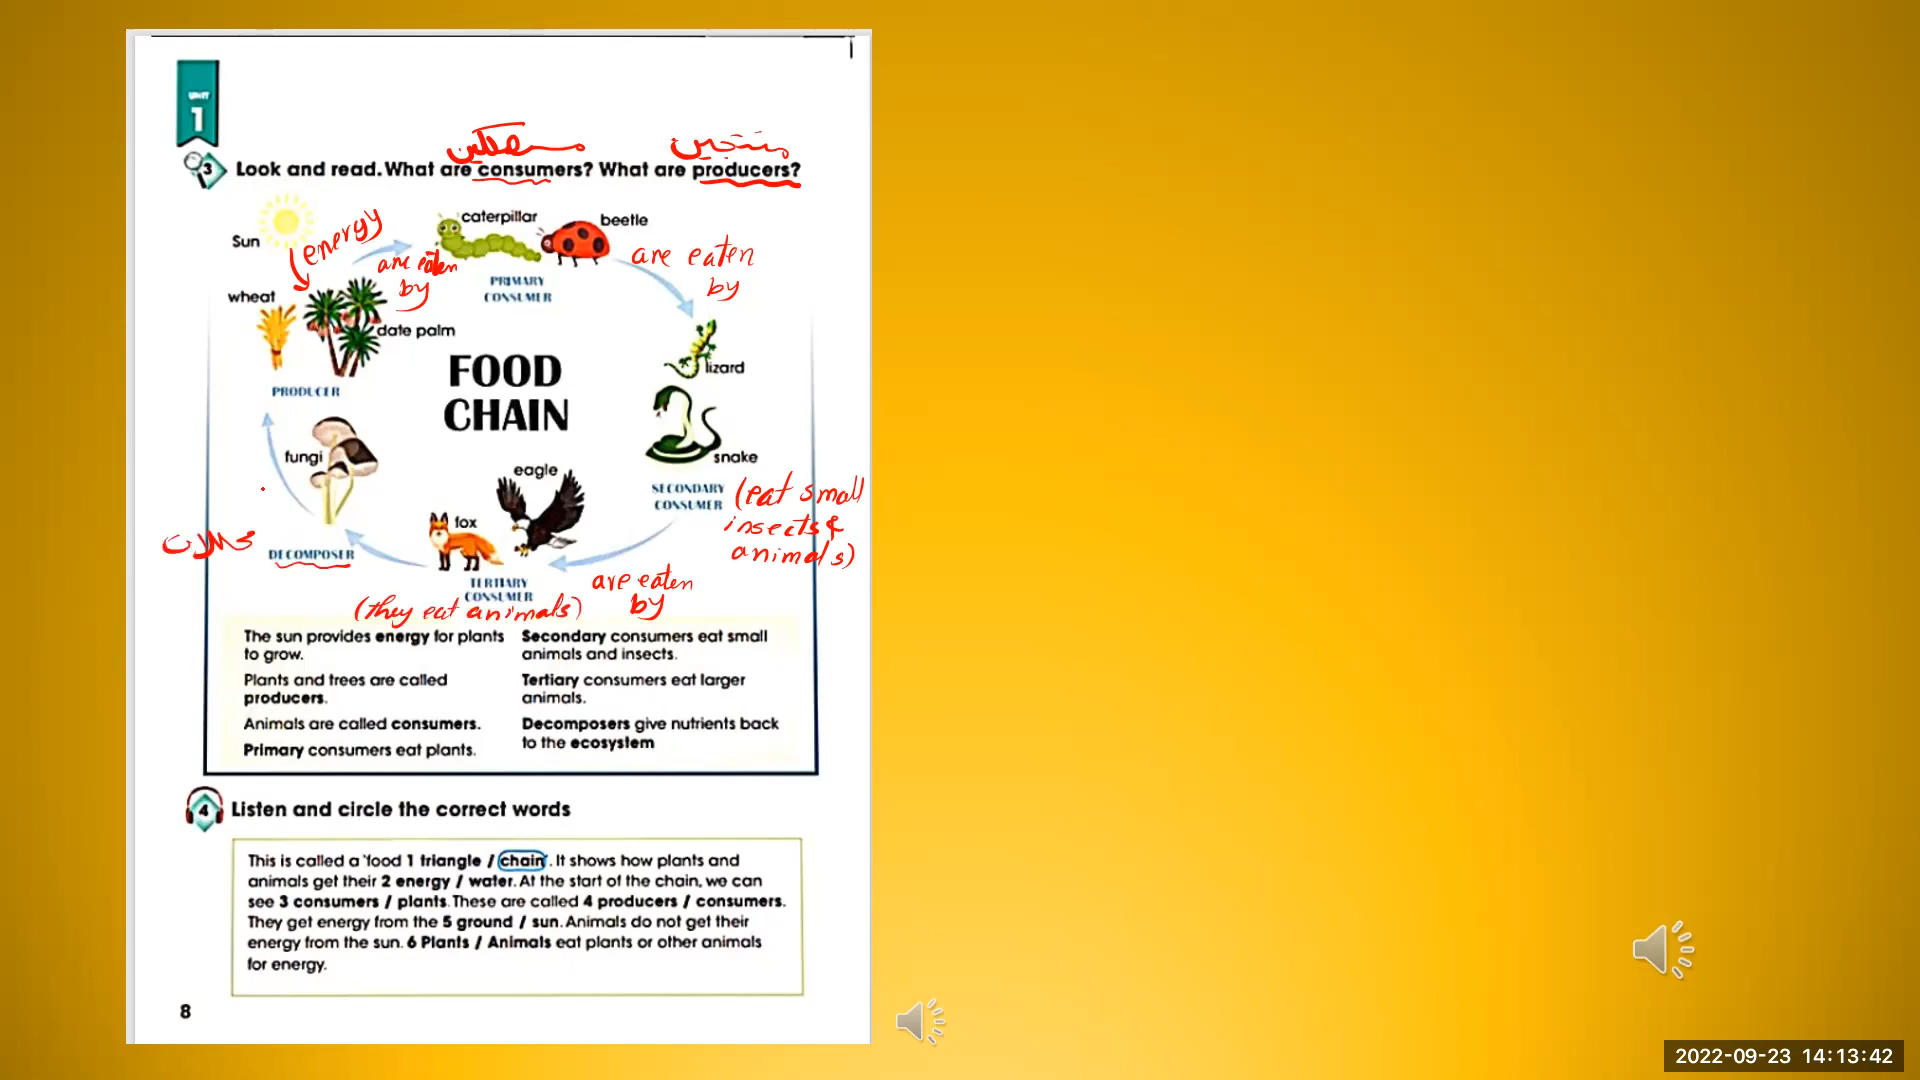 UNIT
1
مستهلكين
منتجين
3 Look and read. What are consumers? What are producers?
caterpillar
beetle
Sun
energy
are eaten
by
are eaten
by
PRIMARY
CONSUMER
wheat
date palm
lizard
FOOD
CHAIN
PRODUCER
fungi
snake
eagle
SECONDARY
CONSUMER
(eat small
insects &
animals)
fox
محللات
DECOMPOSER
TERTIARY
CONSUMER
are eaten
by
(they eat animals)
The sun provides energy for plants
to grow.
Plants and trees are called
producers.
Animals are called consumers.
Primary consumers eat plants.
Secondary consumers eat small
animals and insects.
Tertiary consumers eat larger
animals.
Decomposers give nutrients back
to the ecosystem
4 Listen and circle the correct words
This is called a 'food 1 triangle / chain'. It shows how plants and
animals get their 2 energy / water. At the start of the chain, we can
see 3 consumers / plants. These are called 4 producers / consumers.
They get energy from the 5 ground / sun. Animals do not get their
energy from the sun. 6 Plants / Animals eat plants or other animals
for energy.
8
2022-09-23 14:13:42